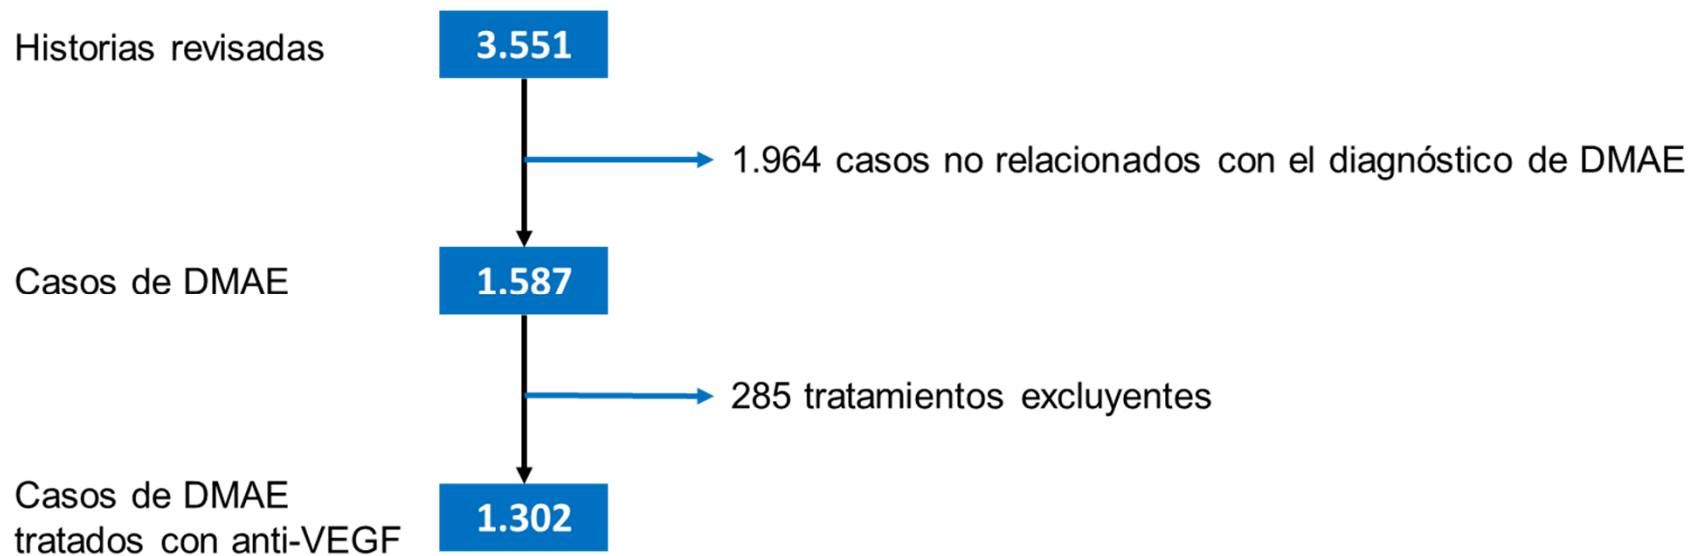 Historias revisadas
3.551
1.964 casos no relacionados con el diagnóstico de DMAE
Casos de DMAE
1.587
285 tratamientos excluyentes
Casos de DMAE
tratados con anti-VEGF
1.302